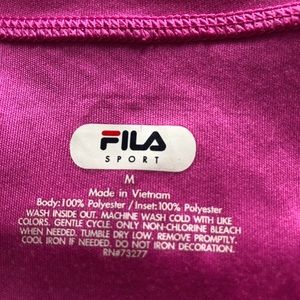 FILA
SPORT
M
Made in Vietnam
Body:100% Polyester / Inset:100% Polyester
WASH INSIDE OUT. MACHINE WASH COLD WITH LIKE
COLORS. GENTLE CYCLE. ONLY NON-CHLORINE BLEACH
WHEN NEEDED. TUMBLE DRY LOW. REMOVE PROMPTLY.
COOL IRON IF NEEDED. DO NOT IRON DECORATION.
RN#73277